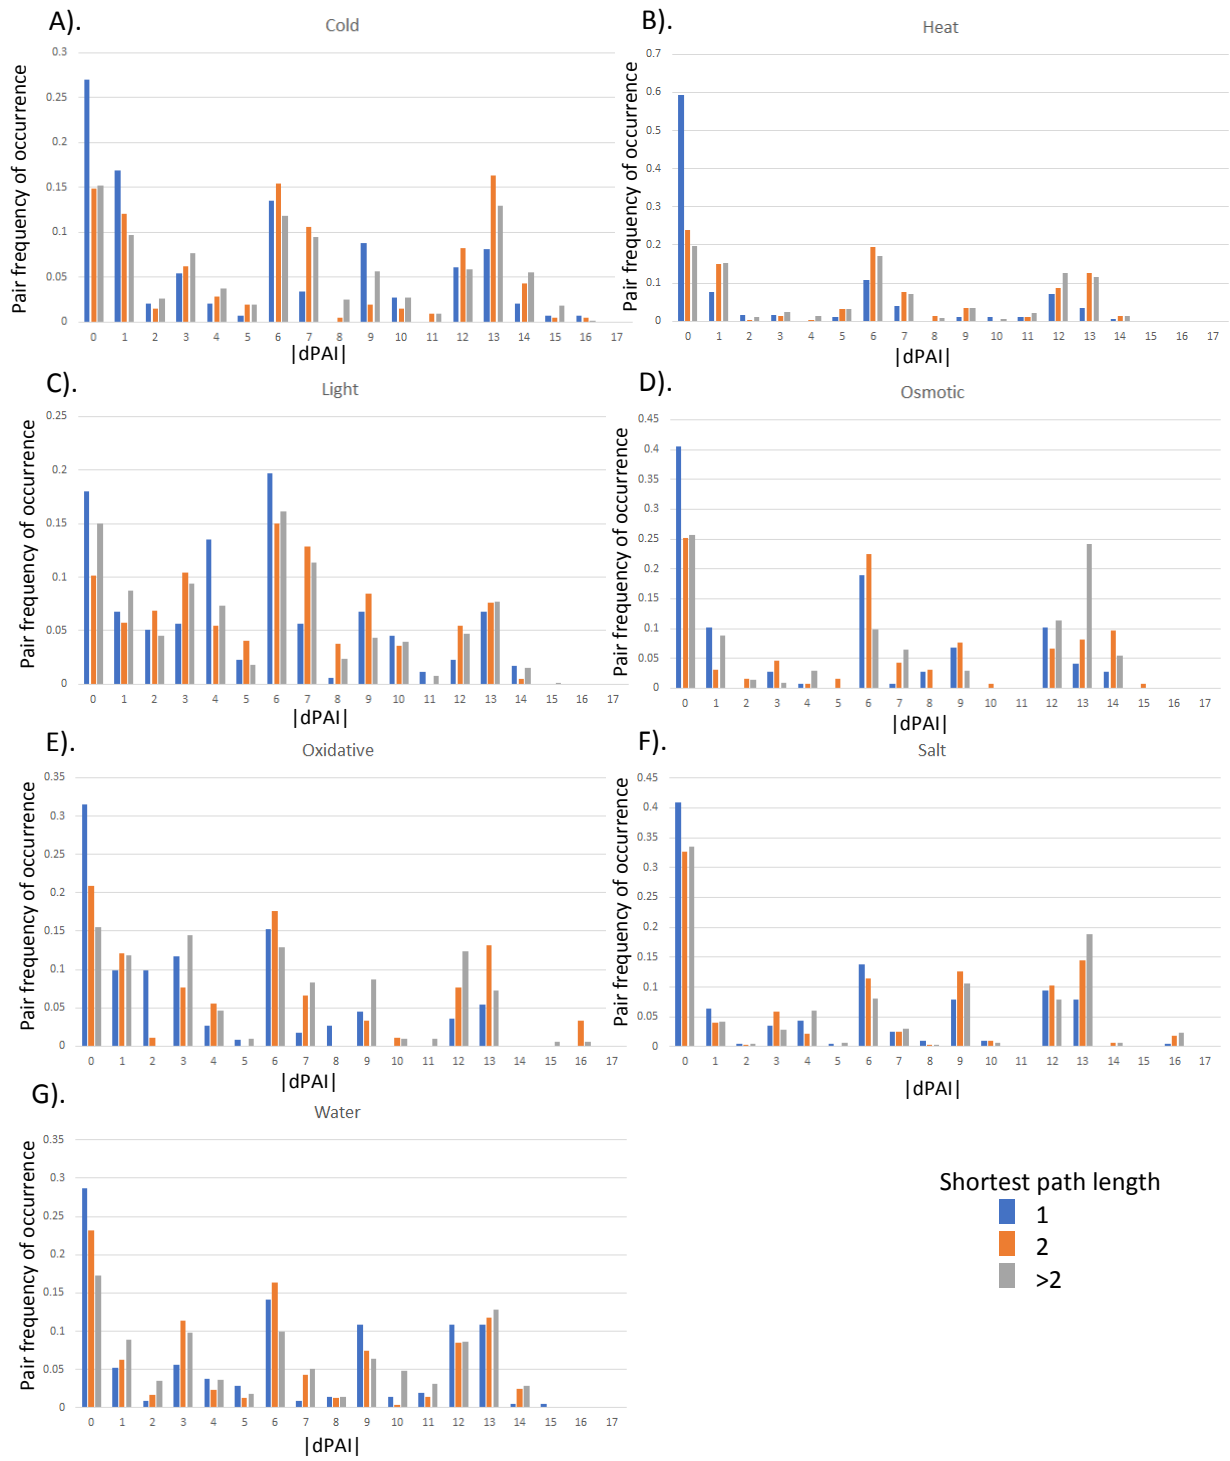 A).
Cold
Pair frequency of occurrence
0.3
0.25
0.2
0.15
0.1
0.05
0
0 1 2 3 4 5 6 7 8 9 10 11 12 13 14 15 16 17
|dPAI|
B).
Heat
Pair frequency of occurrence
0.7
0.6
0.5
0.4
0.3
0.2
0.1
0
0 1 2 3 4 5 6 7 8 9 10 11 12 13 14 15 16 17
|dPAI|
C).
Light
Pair frequency of occurrence
0.25
0.2
0.15
0.1
0.05
0
0 1 2 3 4 5 6 7 8 9 10 11 12 13 14 15 16 17
|dPAI|
D).
Osmotic
Pair frequency of occurrence
0.45
0.4
0.35
0.3
0.25
0.2
0.15
0.1
0.05
0
0 1 2 3 4 5 6 7 8 9 10 11 12 13 14 15 16 17
|dPAI|
E).
Oxidative
Pair frequency of occurrence
0.35
0.3
0.25
0.2
0.15
0.1
0.05
0
0 1 2 3 4 5 6 7 8 9 10 11 12 13 14 15 16 17
|dPAI|
F).
Salt
Pair frequency of occurrence
0.45
0.4
0.35
0.3
0.25
0.2
0.15
0.1
0.05
0
0 1 2 3 4 5 6 7 8 9 10 11 12 13 14 15 16 17
|dPAI|
G).
Water
Pair frequency of occurrence
0.35
0.3
0.25
0.2
0.15
0.1
0.05
0
0 1 2 3 4 5 6 7 8 9 10 11 12 13 14 15 16 17
|dPAI|
Shortest path length
1
2
>2